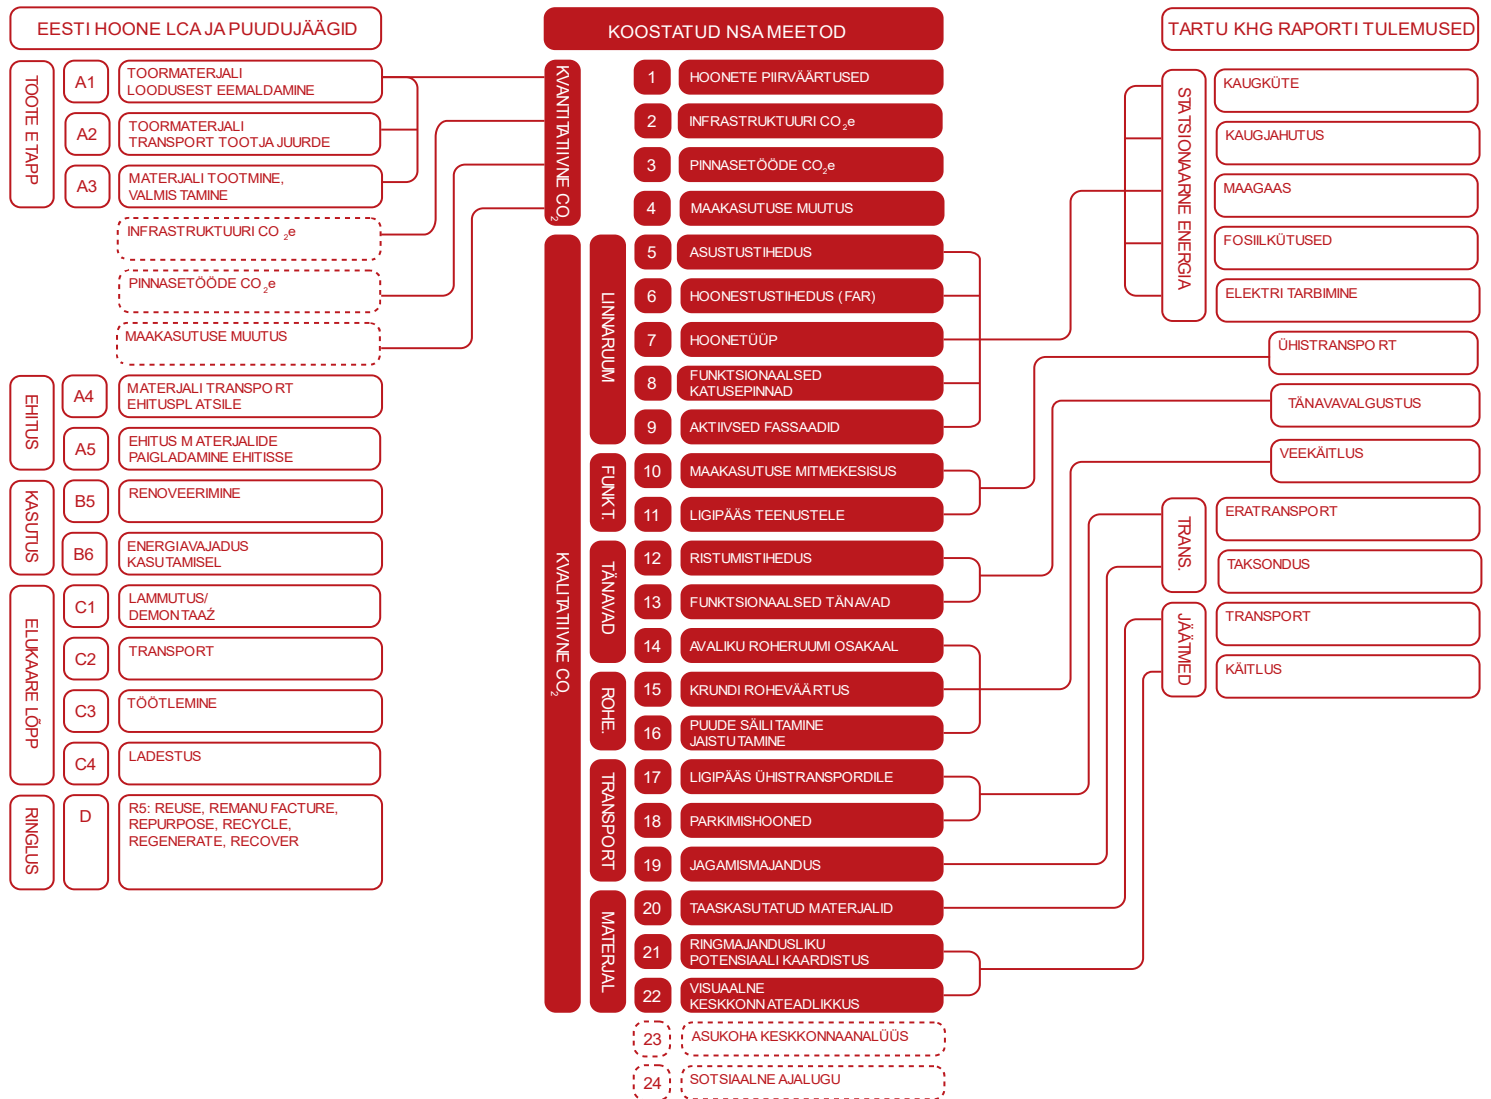 EESTI HOONE LCA JA PUUDUJÄÄGID
TOOTE ETAPP
A1
TOORMATERJALI
LOODUSEST EEMALDAMINE
A2
TOORMATERJALI
TRANSPORT TOOTJA JUURDE
A3
MATERJALI TOOTMINE,
VALMISTAMINE
INFRASTRUKTUURI CO₂e
PINNASETÖÖDE CO₂e
MAAKASUTUSE MUUTUS
EHITUS
A4
MATERJALI TRANSPORT
EHITUSPLATSILE
A5
EHITUS MATERJALIDE
PAIGLADAMINE EHITISSE
KASUTUS
B5
RENOVEERIMINE
B6
ENERGIAVAJADUS
KASUTAMISEL
ELUKAARE LÕPP
C1
LAMMUTUS/
DEMONTAAŽ
C2
TRANSPORT
C3
TÖÖTLEMINE
C4
LADESTUS
RINGLUS
D
R5: REUSE, REMANUFACTURE,
REPURPOSE, RECYCLE,
REGENERATE, RECOVER
KOOSTATUD NSA MEETOD
KVANTITATIIVNE CO₂
1
HOONETE PIIRVÄÄRTUSED
2
INFRASTRUKTUURI CO₂e
3
PINNASETÖÖDE CO₂e
4
MAAKASUTUSE MUUTUS
KVALITATIIVNE CO₂
LINNARUUM
5
ASUSTUSTIHEDUS
6
HOONESTUSTIHEDUS (FAR)
7
HOONETÜÜP
8
FUNKTSIONAALSED
KATUSEPINNAD
9
AKTIIVSED FASSAADID
FUNKT.
10
MAAKASUTUSE MITMEKESISUS
11
LIGIPÄÄS TEENUSTELE
TÄNAVAD
12
RISTUMISTIHEDUS
13
FUNKTSIONAALSED TÄNAVAD
14
AVALIKU ROHERUUMI OSAKAAL
ROHE.
15
KRUNDI ROHEVÄÄRTUS
16
PUUDE SÄILITAMINE
JAISTUTAMINE
TRANSPORT
17
LIGIPÄÄS ÜHISTRANSPORDILE
18
PARKIMISHOONED
19
JAGAMISMAJANDUS
MATERJAL
20
TAASKASUTATUD MATERJALID
21
RINGMAJANDUSLIKU
POTENSIAALI KAARDISTUS
22
VISUAALNE
KESKKONNATEADLIKKUS
23
ASUKOHA KESKKONNAANALÜÜS
24
SOTSIAALNE AJALUGU
TARTU KHG RAPORTI TULEMUSED
STATSIONAARNE ENERGIA
KAUGKÜTE
KAUGJAHUTUS
MAAGAAS
FOSIILKÜTUSED
ELEKTRI TARBIMINE
ÜHISTRANSPORT
TÄNAVAVALGUSTUS
VEEKÄITLUS
TRANS.
ERATRANSPORT
TAKSONDUS
JÄÄTMED
TRANSPORT
KÄITLUS